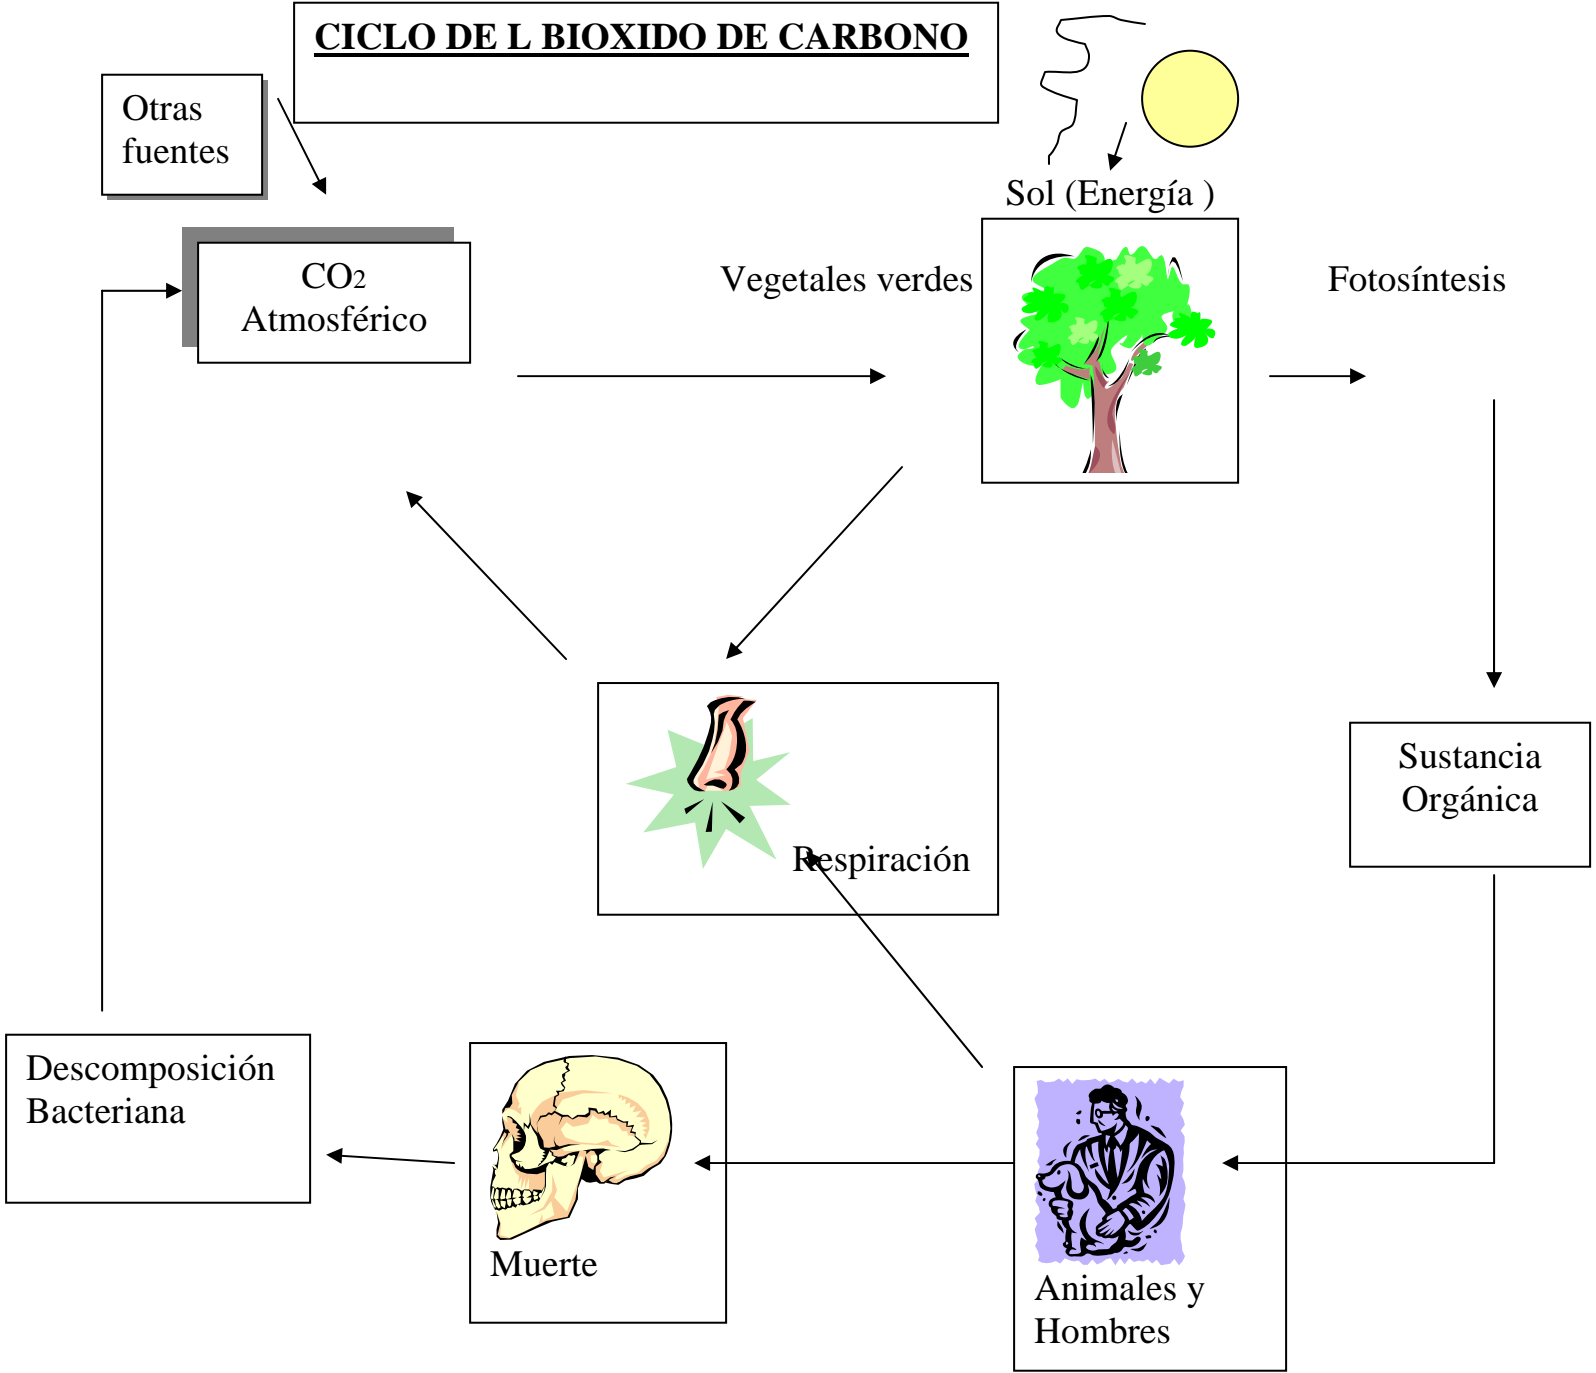 CICLO DE L BIOXIDO DE CARBONO
Otras
fuentes
Sol (Energía )
CO2
Atmosférico
Vegetales verdes
Fotosíntesis
Sustancia
Orgánica
Respiración
Descomposición
Bacteriana
Muerte
Animales y
Hombres